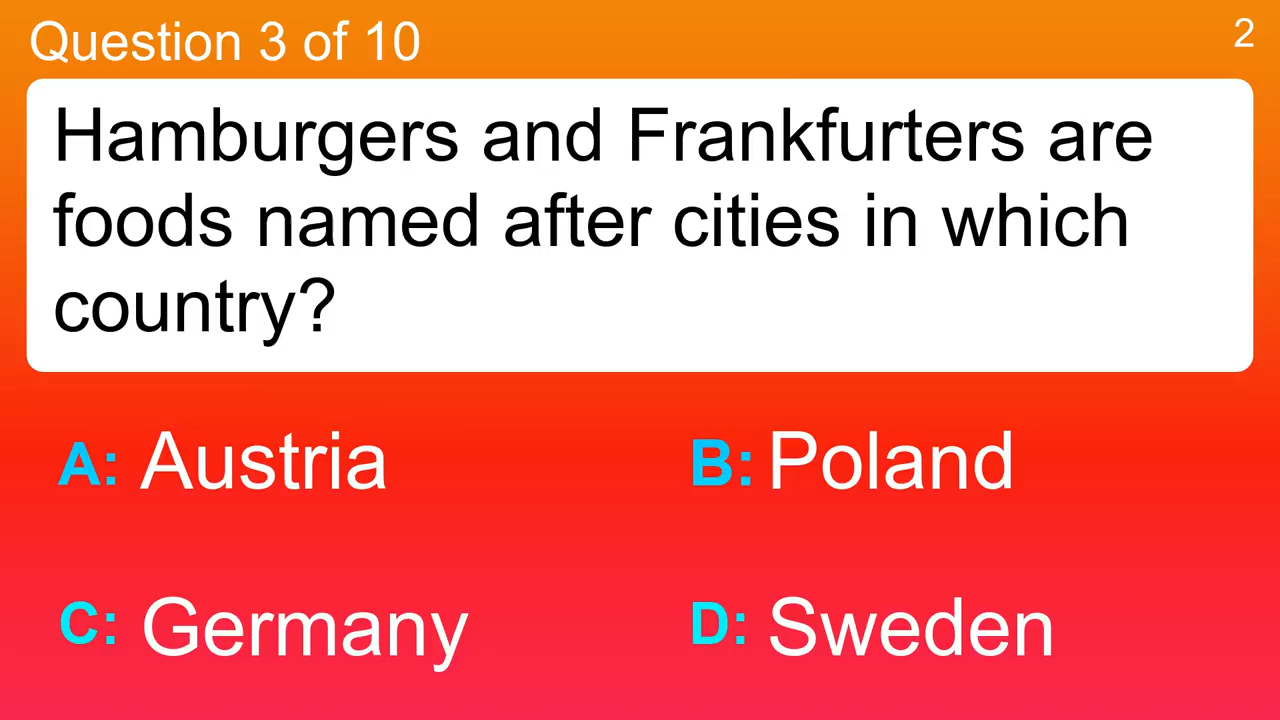 Question 3 of 10
2
Hamburgers and Frankfurters are
foods named after cities in which
country?
A: Austria
B: Poland
C: Germany
D: Sweden